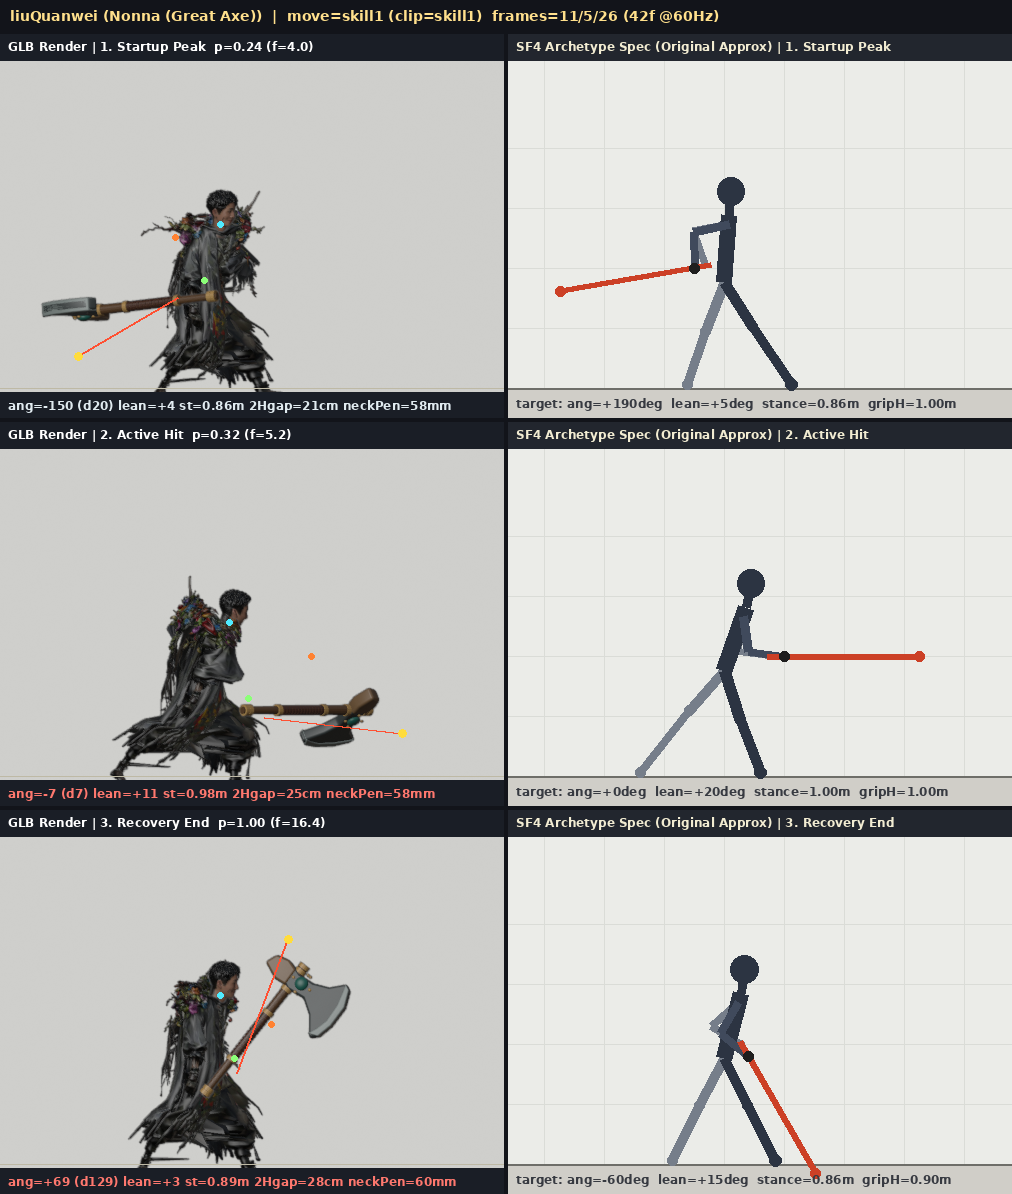 liuQuanwei (Nonna (Great Axe))  |  move=skill1 (clip=skill1)  frames=11/5/26 (42f @60Hz)
GLB Render | 1. Startup Peak  p=0.24 (f=4.0)
SF4 Archetype Spec (Original Approx) | 1. Startup Peak
ang=-150 (d20) lean=+4 st=0.86m 2Hgap=21cm neckPen=58mm
target: ang=+190deg  lean=+5deg  stance=0.86m  gripH=1.00m
GLB Render | 2. Active Hit  p=0.32 (f=5.2)
SF4 Archetype Spec (Original Approx) | 2. Active Hit
ang=-7 (d7) lean=+11 st=0.98m 2Hgap=25cm neckPen=58mm
target: ang=+0deg  lean=+20deg  stance=1.00m  gripH=1.00m
GLB Render | 3. Recovery End  p=1.00 (f=16.4)
SF4 Archetype Spec (Original Approx) | 3. Recovery End
ang=+69 (d129) lean=+3 st=0.89m 2Hgap=28cm neckPen=60mm
target: ang=-60deg  lean=+15deg  stance=0.86m  gripH=0.90m